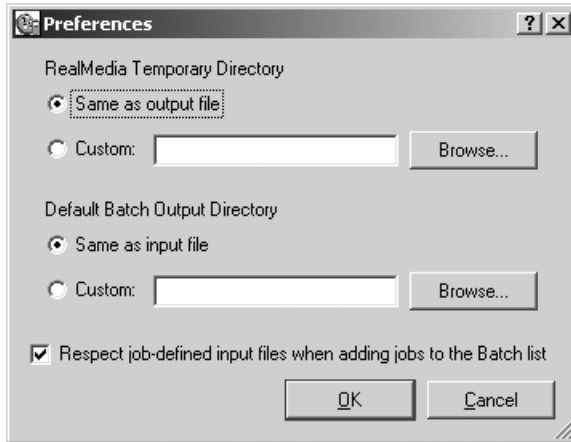 Preferences
RealMedia Temporary Directory
Same as output file
Custom:
Browse...
Default Batch Output Directory
Same as input file
Custom:
Browse...
Respect job-defined input files when adding jobs to the Batch list
OK
Cancel